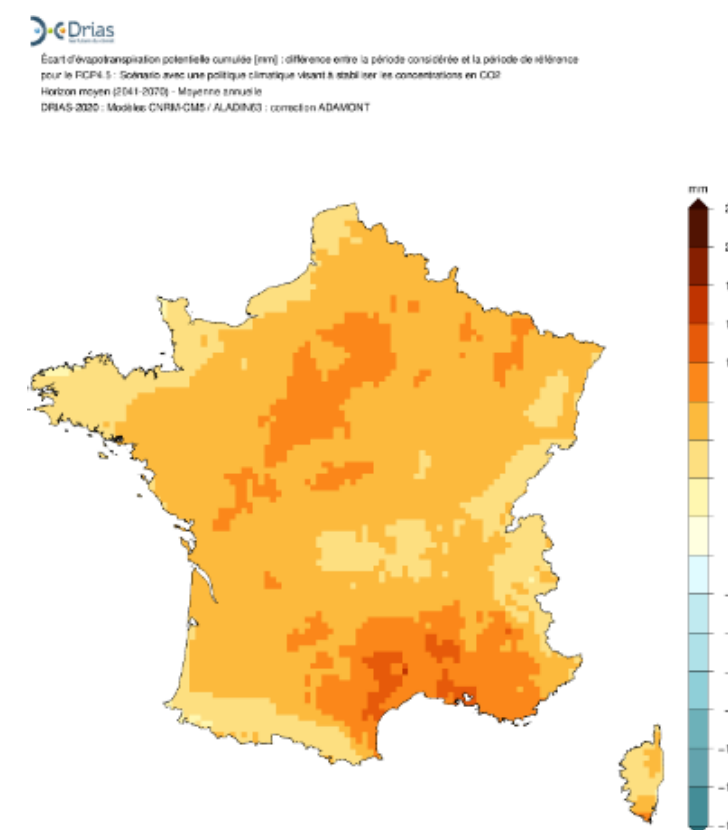 Drias
Écart d'évapotranspiration potentielle cumulée [mm] : différence entre la période considérée et la période de référence
pour le RCP4.5 : Scénario avec une politique climatique visant à stabiliser les concentrations en CO2
Horizon moyen (2041-2070) - Moyenne annuelle
DRIAS-2020 : Modèles CNRM-CM5 / ALADIN63 : correction ADAMONT
mm